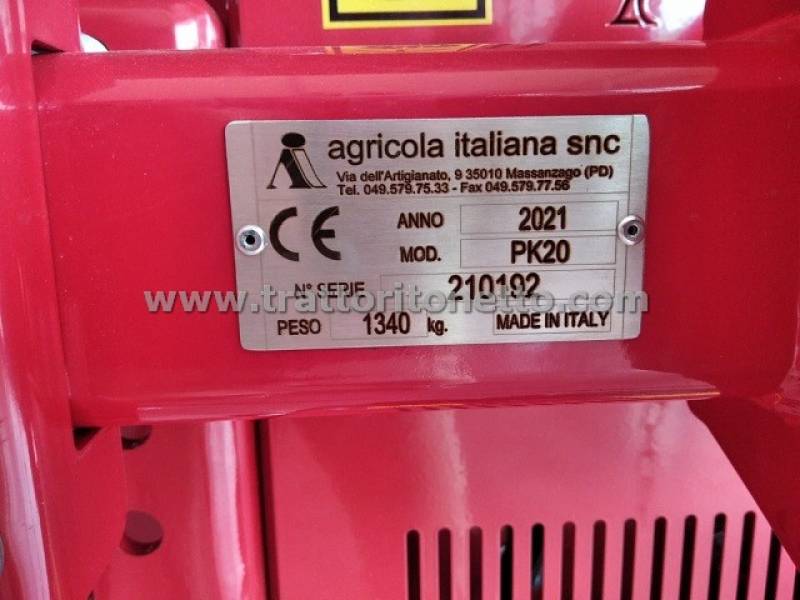 agricola italiana snc
Via dell'Artigianato, 9 35010 Massanzago (PD)
Tel. 049.579.75.33 - Fax 049.579.77.56
CE
ANNO 2021
MOD. PK20
N° SERIE 210192
www.trattoritonetto.com
PESO 1340 kg. MADE IN ITALY